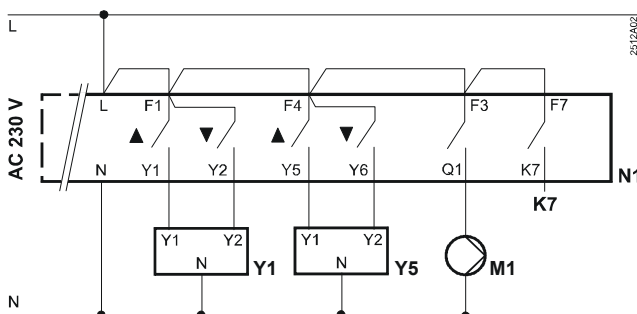 L
2512A02
AC 230 V
L F1 F4 F3 F7
N Y1 Y2 Y5 Y6 Q1 K7
N1
K7
Y1 Y2 Y1 Y2
N Y1 N Y5 M1
N